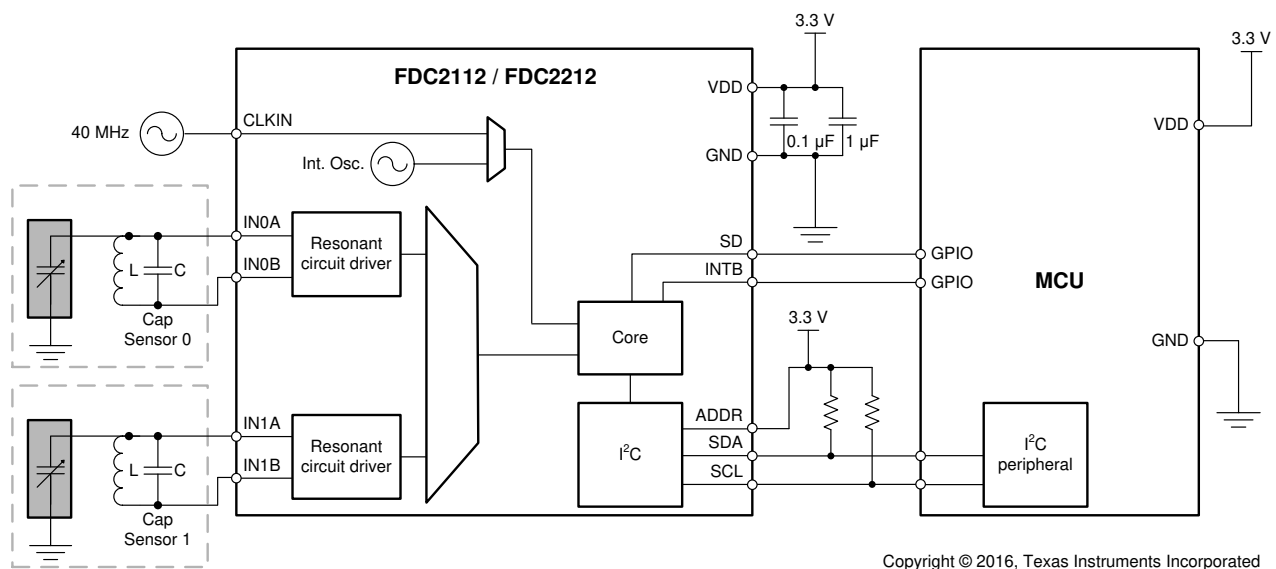 3.3 V
3.3 V
FDC2112 / FDC2212
VDD
40 MHz
CLKIN
0.1 µF
1 µF
VDD
Int. Osc.
GND
IN0A
Resonant
circuit driver
IN0B
L
C
Cap
Sensor 0
SD
GPIO
INTB
GPIO
MCU
Core
3.3 V
GND
IN1A
Resonant
circuit driver
IN1B
L
C
Cap
Sensor 1
I²C
ADDR
SDA
SCL
I²C
peripheral
Copyright © 2016, Texas Instruments Incorporated